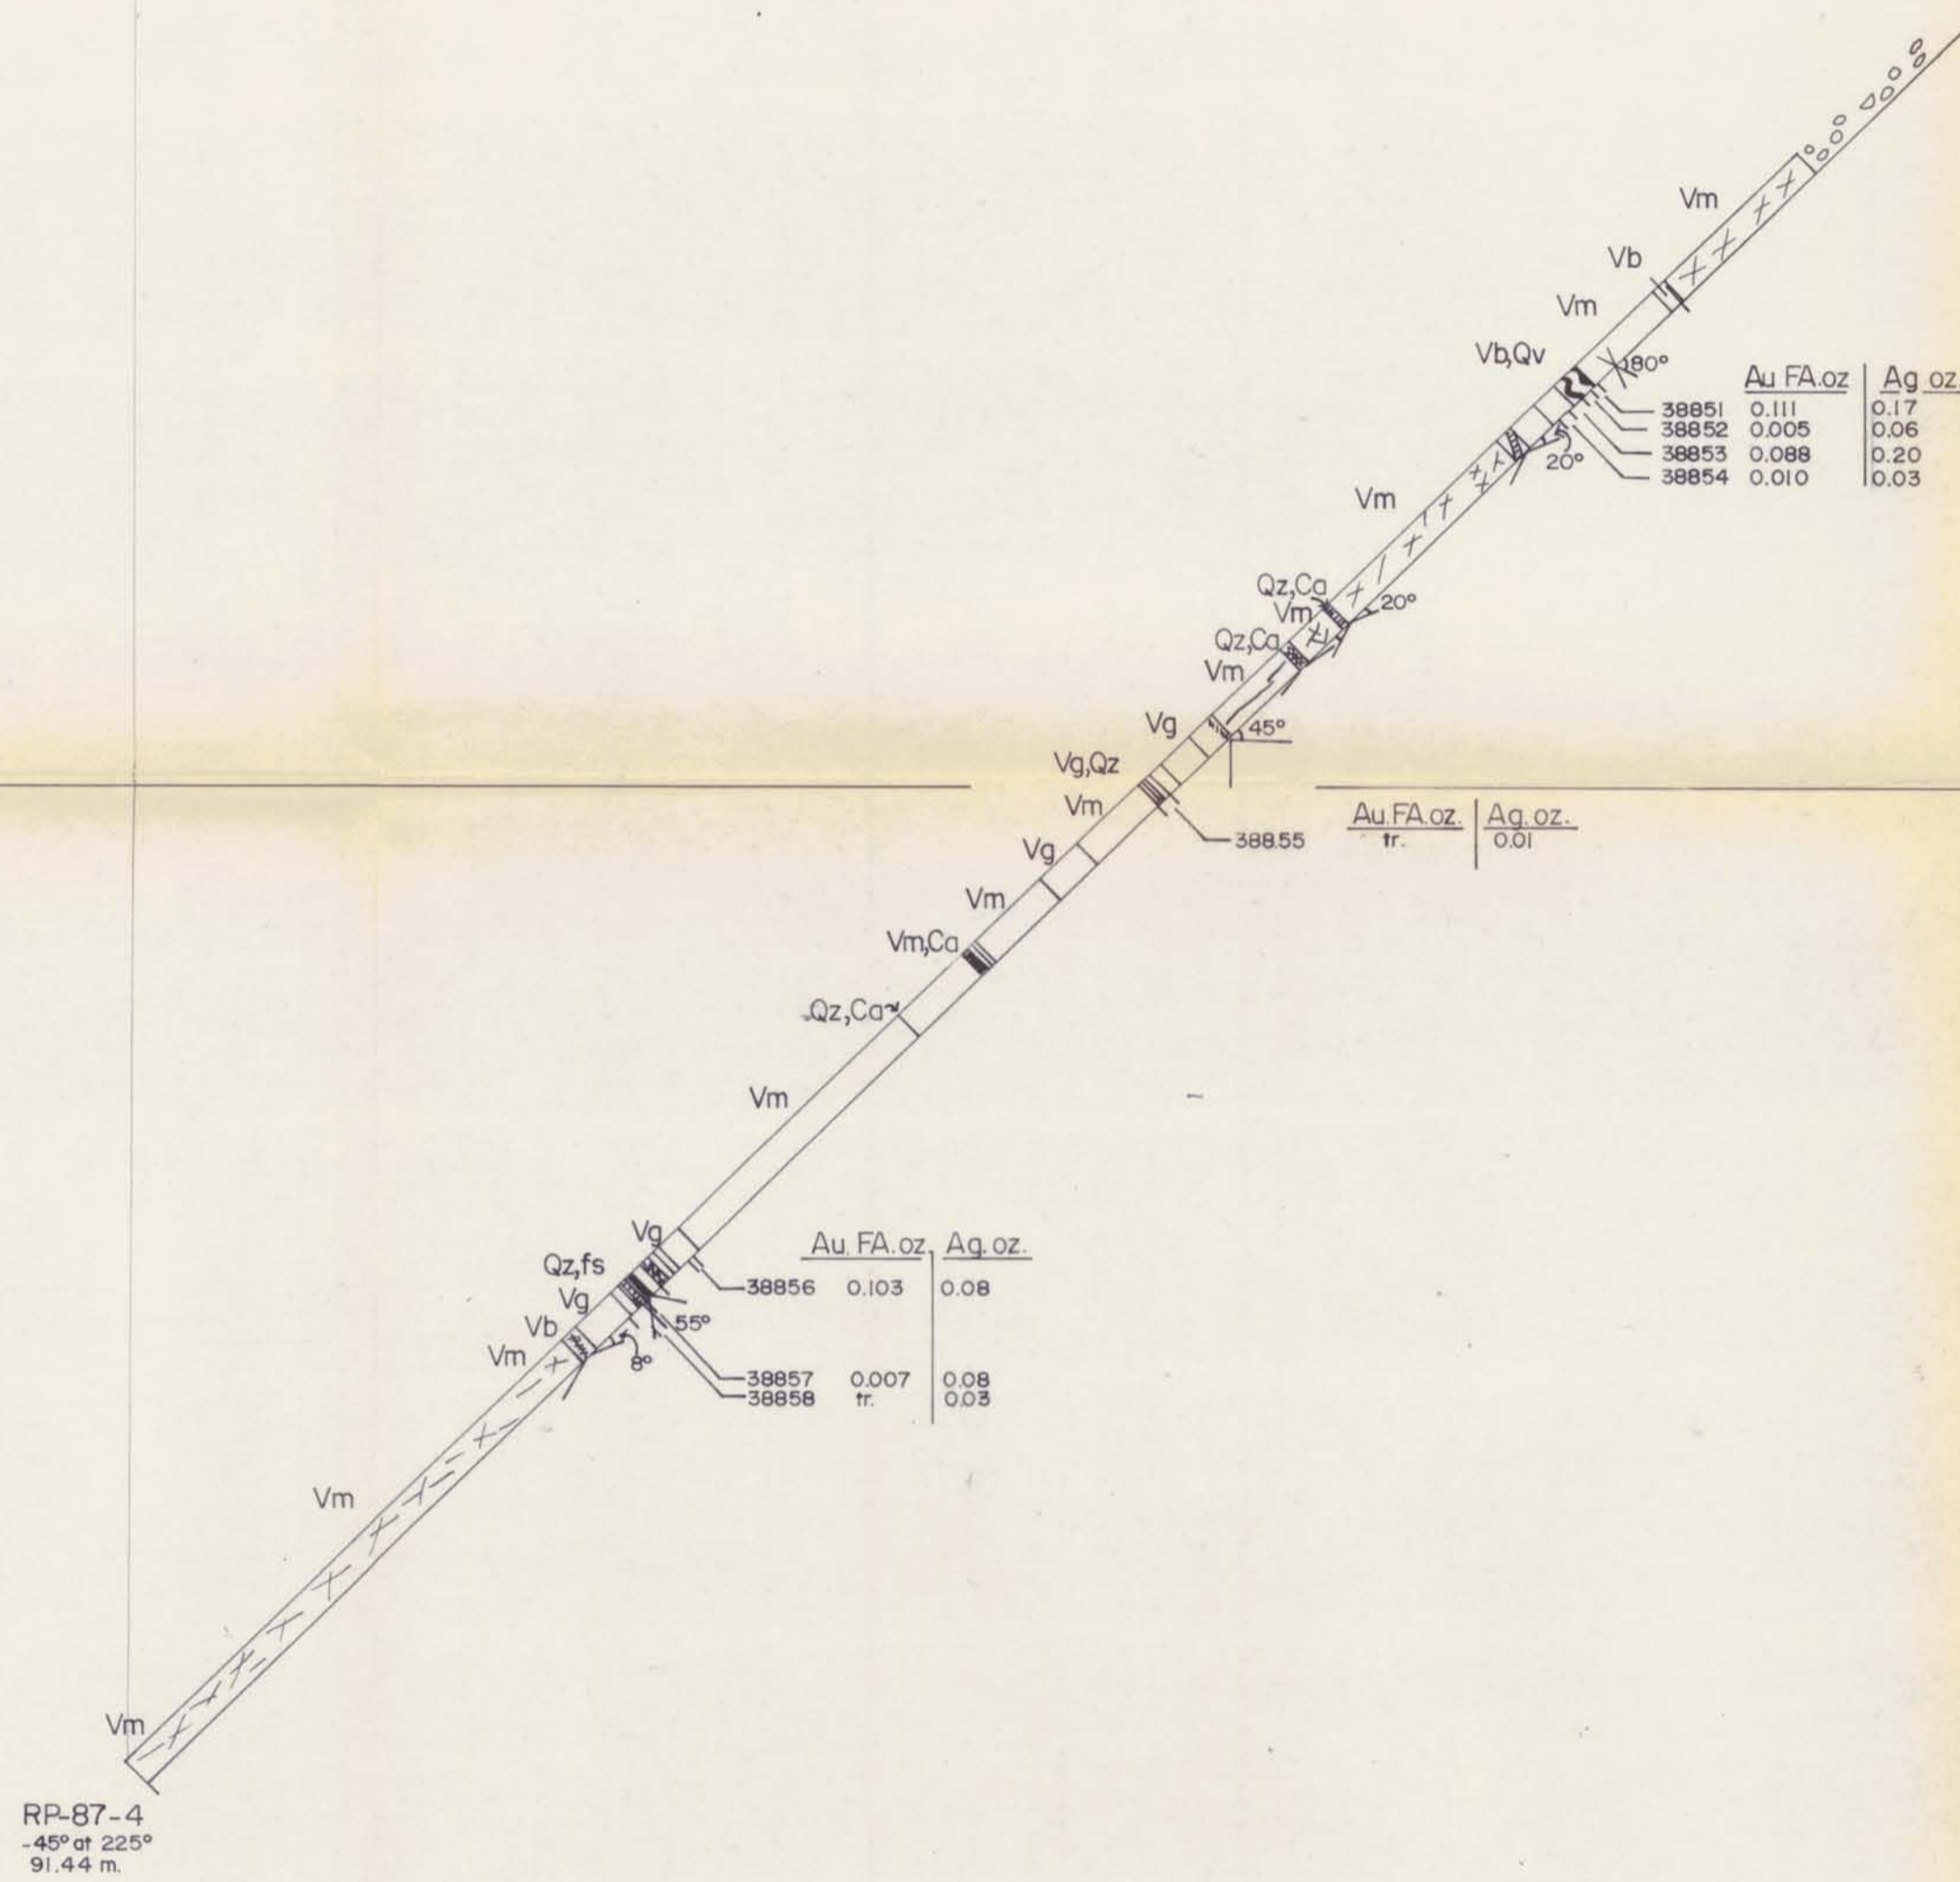 Vm
Vb
Vm
Vb,Qv
80°
Au FA.oz Ag oz.
38851 0.111 0.17
38852 0.005 0.06
38853 0.088 0.20
38854 0.010 0.03
20°
Vm
Qz,Ca
20°
Vm
Qz,Ca
Vm
Vg
45°
Vg,Qz
Vm
Au.FA.oz. Ag.oz.
38855 tr. 0.01
Vg
Vm
Vm,Ca
Qz,Ca
Vm
Vg
Au. FA.oz. Ag.oz.
Qz,fs
38856 0.103 0.08
Vg
Vb
55°
Vm
8°
38857 0.007 0.08
38858 tr. 0.03
Vm
Vm
RP-87-4
-45° at 225°
91.44 m.